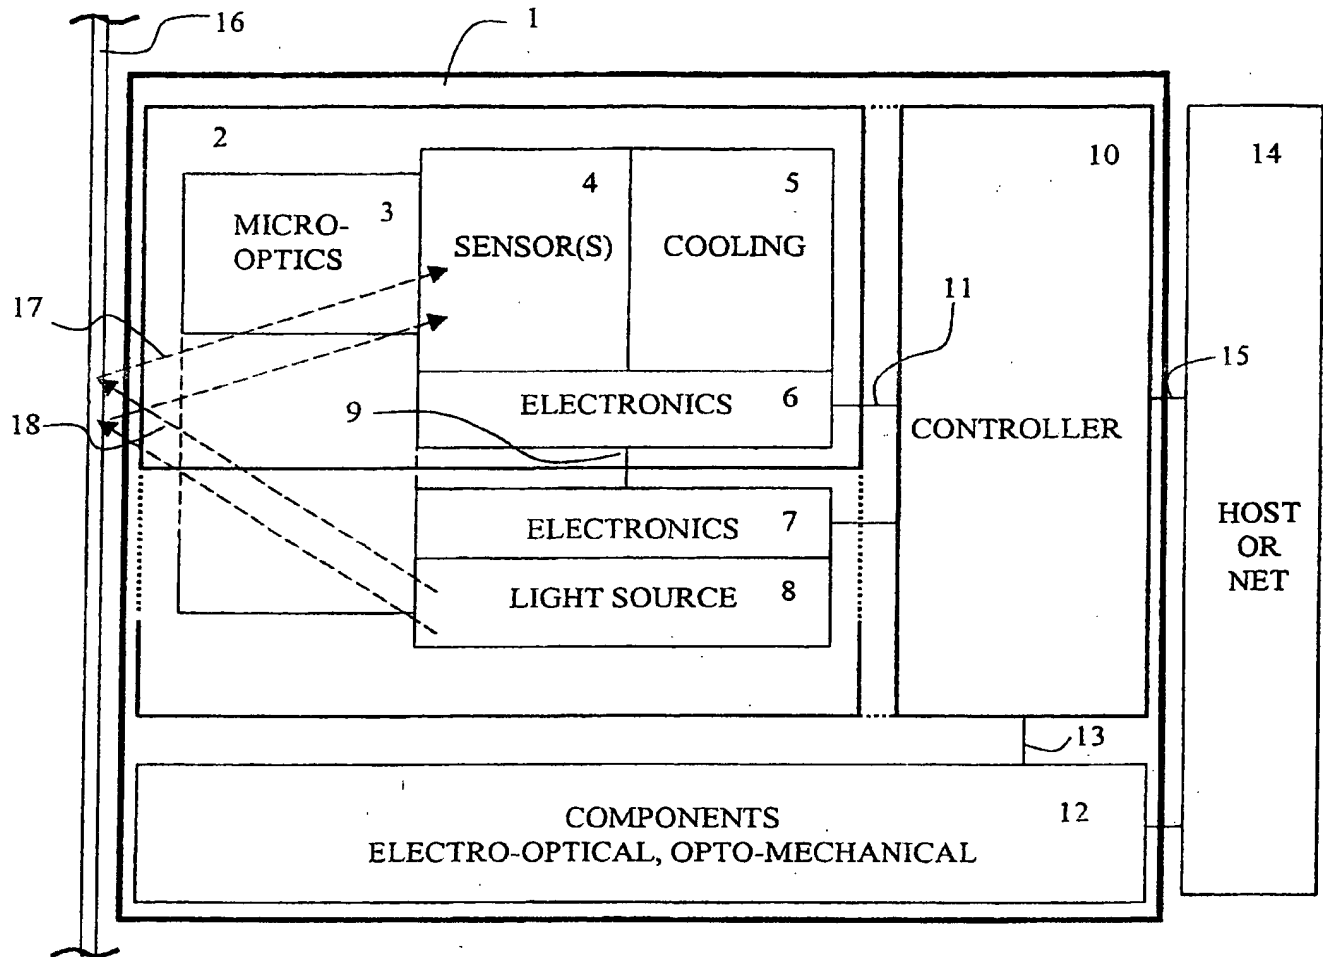 16
1
2
10
14
4
5
3
MICRO-
OPTICS
SENSOR(S)
COOLING
17
11
15
ELECTRONICS 6
9
18
CONTROLLER
ELECTRONICS 7
HOST
OR
NET
LIGHT SOURCE 8
13
COMPONENTS
12
ELECTRO-OPTICAL, OPTO-MECHANICAL